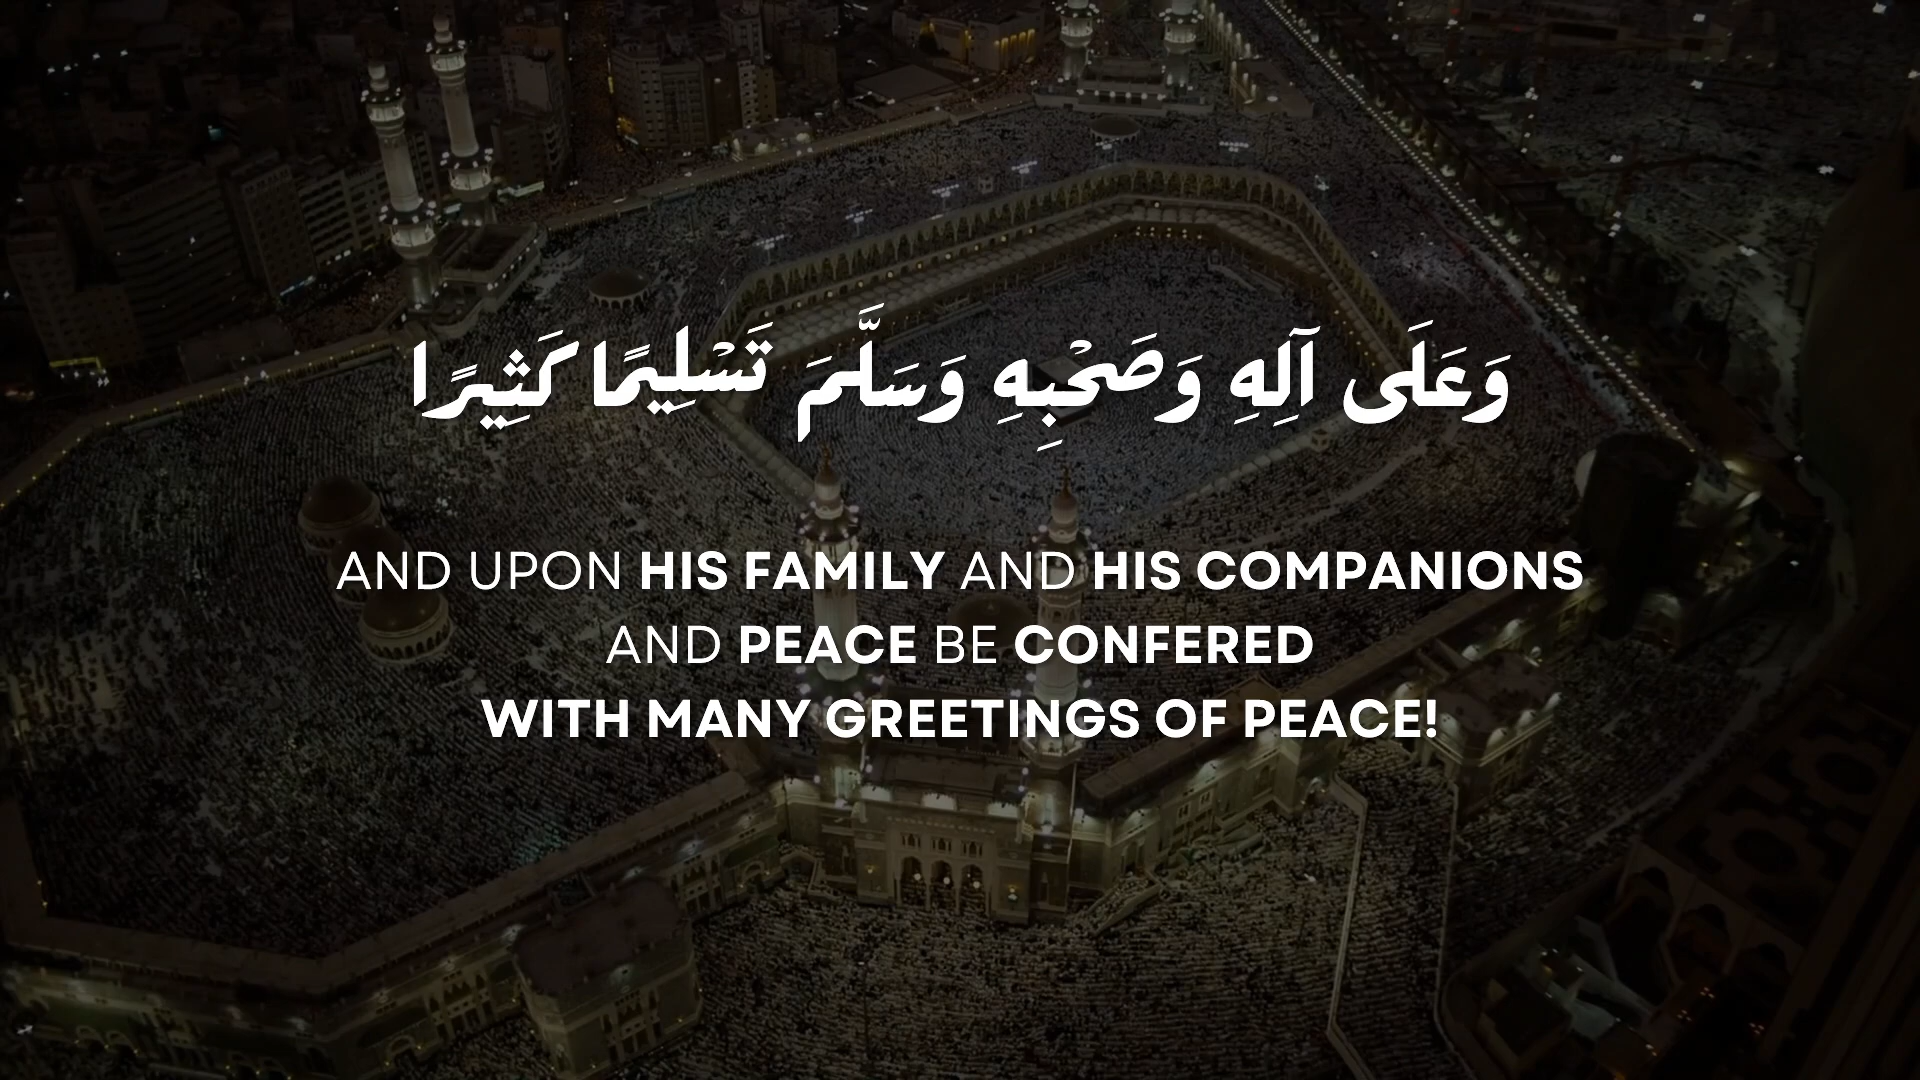 وَعَلَى آلِهِ وَصَحْبِهِ وَسَلَّمَ تَسْلِيمًا كَثِيرًا
AND UPON HIS FAMILY AND HIS COMPANIONS
AND PEACE BE CONFERED
WITH MANY GREETINGS OF PEACE!